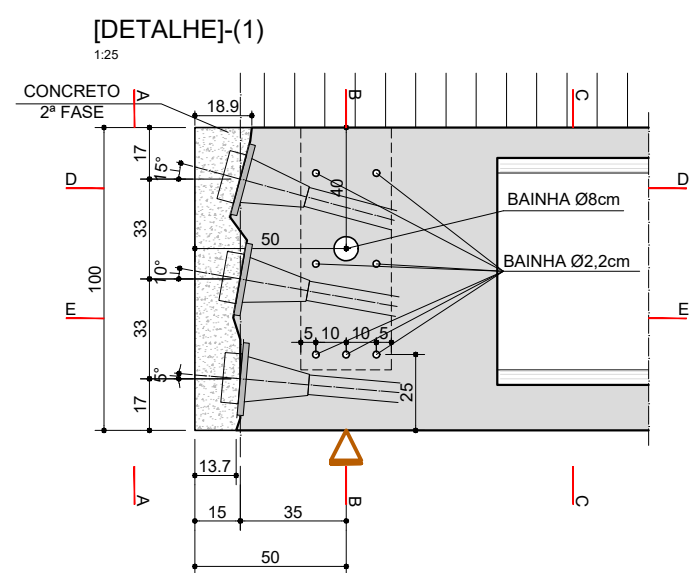 [DETALHE]-(1)
1:25
CONCRETO
2ª FASE
A
18.9
B
C
17
15°
D
D
40
BAINHA Ø8cm
33
50
100
10°
BAINHA Ø2,2cm
E
E
33
5 10 10 5
5°
25
17
13.7
A
B
C
15
35
50